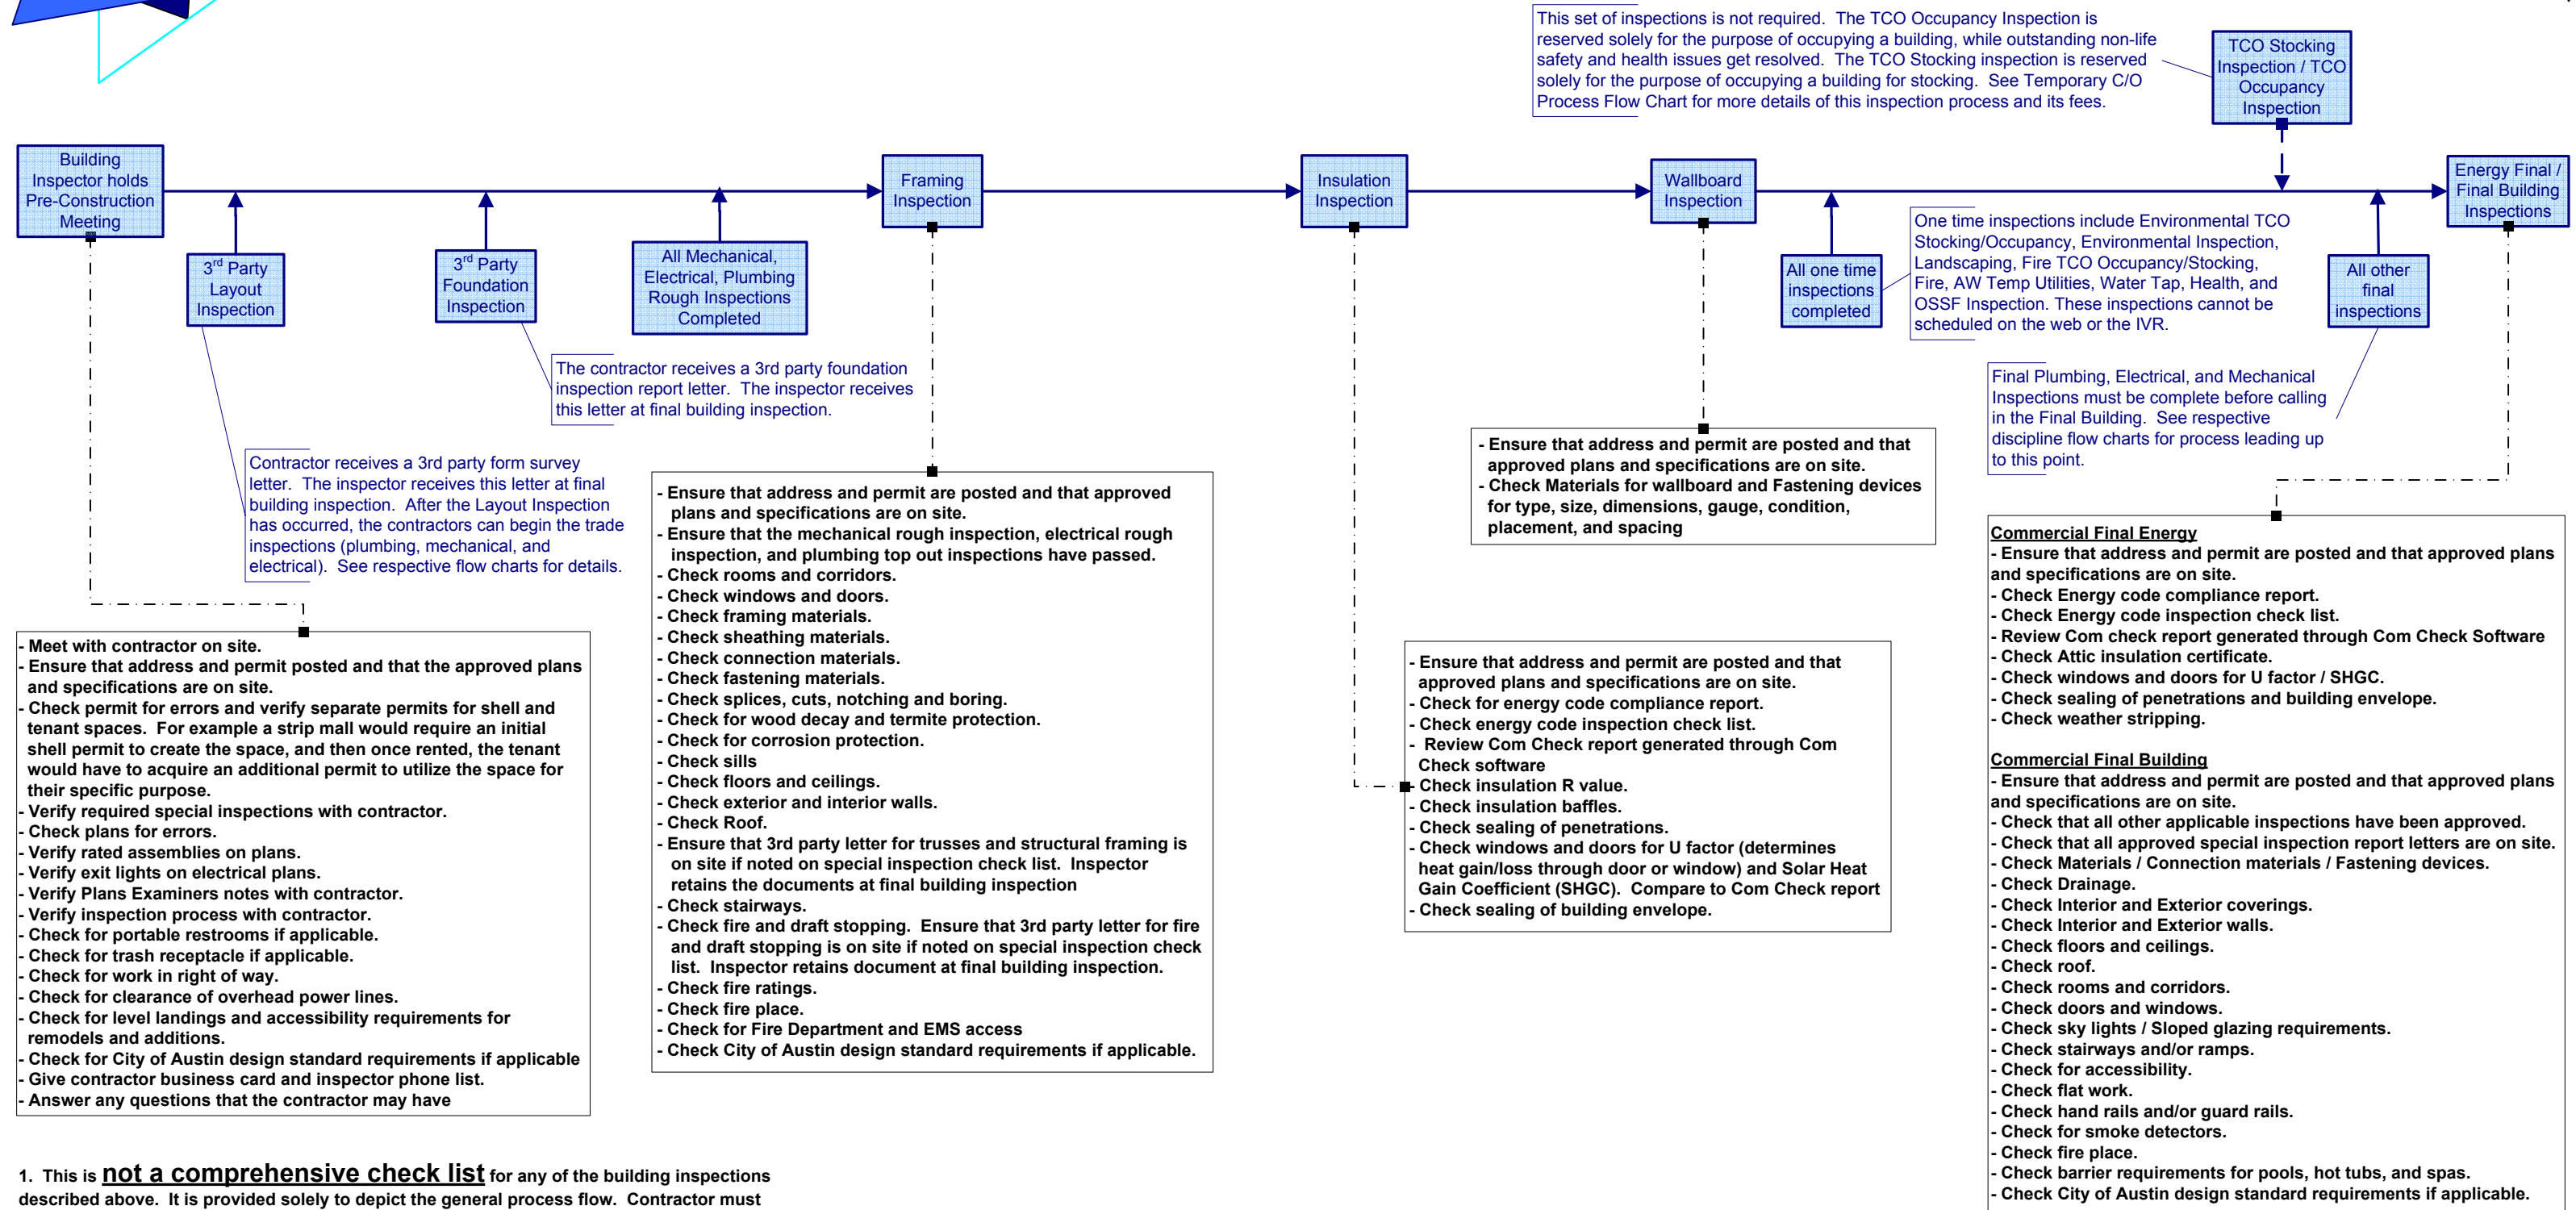 This set of inspections is not required.  The TCO Occupancy Inspection is
reserved solely for the purpose of occupying a building, while outstanding non-life
safety and health issues get resolved.  The TCO Stocking inspection is reserved
solely for the purpose of occupying a building for stocking.  See Temporary C/O
Process Flow Chart for more details of this inspection process and its fees.
TCO Stocking
Inspection / TCO
Occupancy
Inspection
Building
Inspector holds
Pre-Construction
Meeting
Framing
Inspection
Insulation
Inspection
Wallboard
Inspection
Energy Final /
Final Building
Inspections
3rd Party
Layout
Inspection
3rd Party
Foundation
Inspection
All Mechanical,
Electrical, Plumbing
Rough Inspections
Completed
All one time
inspections
completed
One time inspections include Environmental TCO
Stocking/Occupancy, Environmental Inspection,
Landscaping, Fire TCO Occupancy/Stocking,
Fire, AW Temp Utilities, Water Tap, Health, and
OSSF Inspection. These inspections cannot be
scheduled on the web or the IVR.
All other
final
inspections
The contractor receives a 3rd party foundation
inspection report letter.  The inspector receives
this letter at final building inspection.
Final Plumbing, Electrical, and Mechanical
Inspections must be complete before calling
in the Final Building.  See respective
discipline flow charts for process leading up
to this point.
Contractor receives a 3rd party form survey
letter.  The inspector receives this letter at final
building inspection. After the Layout Inspection
has occurred, the contractors can begin the trade
inspections (plumbing, mechanical, and
electrical).  See respective flow charts for details.
- Meet with contractor on site.
- Ensure that address and permit posted and that the approved plans
and specifications are on site.
- Check permit for errors and verify separate permits for shell and
tenant spaces.  For example a strip mall would require an initial
shell permit to create the space, and then once rented, the tenant
would have to acquire an additional permit to utilize the space for
their specific purpose.
- Verify required special inspections with contractor.
- Check plans for errors.
- Verify rated assemblies on plans.
- Verify exit lights on electrical plans.
- Verify Plans Examiners notes with contractor.
- Verify inspection process with contractor.
- Check for portable restrooms if applicable.
- Check for trash receptacle if applicable.
- Check for work in right of way.
- Check for clearance of overhead power lines.
- Check for level landings and accessibility requirements for
remodels and additions.
- Check for City of Austin design standard requirements if applicable
- Give contractor business card and inspector phone list.
- Answer any questions that the contractor may have
- Ensure that address and permit are posted and that approved
plans and specifications are on site.
- Ensure that the mechanical rough inspection, electrical rough
inspection, and plumbing top out inspections have passed.
- Check rooms and corridors.
- Check windows and doors.
- Check framing materials.
- Check sheathing materials.
- Check connection materials.
- Check fastening materials.
- Check splices, cuts, notching and boring.
- Check for wood decay and termite protection.
- Check for corrosion protection.
- Check sills
- Check floors and ceilings.
- Check exterior and interior walls.
- Check Roof.
- Ensure that 3rd party letter for trusses and structural framing is
on site if noted on special inspection check list.  Inspector
retains the documents at final building inspection
- Check stairways.
- Check fire and draft stopping.  Ensure that 3rd party letter for fire
and draft stopping is on site if noted on special inspection check
list.  Inspector retains document at final building inspection.
- Check fire ratings.
- Check fire place.
- Check for Fire Department and EMS access
- Check City of Austin design standard requirements if applicable.
- Ensure that address and permit are posted and that
approved plans and specifications are on site.
- Check for energy code compliance report.
- Check energy code inspection check list.
-  Review Com Check report generated through Com
Check software
- Check insulation R value.
- Check insulation baffles.
- Check sealing of penetrations.
- Check windows and doors for U factor (determines
heat gain/loss through door or window) and Solar Heat
Gain Coefficient (SHGC).  Compare to Com Check report
- Check sealing of building envelope.
- Ensure that address and permit are posted and that
approved plans and specifications are on site.
- Check Materials for wallboard and Fastening devices
for type, size, dimensions, gauge, condition,
placement, and spacing
Commercial Final Energy
- Ensure that address and permit are posted and that approved plans
and specifications are on site.
- Check Energy code compliance report.
- Check Energy code inspection check list.
- Review Com check report generated through Com Check Software
- Check Attic insulation certificate.
- Check windows and doors for U factor / SHGC.
- Check sealing of penetrations and building envelope.
- Check weather stripping.
Commercial Final Building
- Ensure that address and permit are posted and that approved plans
and specifications are on site.
- Check that all other applicable inspections have been approved.
- Check that all approved special inspection report letters are on site.
- Check Materials / Connection materials / Fastening devices.
- Check Drainage.
- Check Interior and Exterior coverings.
- Check Interior and Exterior walls.
- Check floors and ceilings.
- Check roof.
- Check rooms and corridors.
- Check doors and windows.
- Check sky lights / Sloped glazing requirements.
- Check stairways and/or ramps.
- Check for accessibility.
- Check flat work.
- Check hand rails and/or guard rails.
- Check for smoke detectors.
- Check fire place.
- Check barrier requirements for pools, hot tubs, and spas.
- Check City of Austin design standard requirements if applicable.
1.  This is not a comprehensive check list for any of the building inspections
described above.  It is provided solely to depict the general process flow.  Contractor must